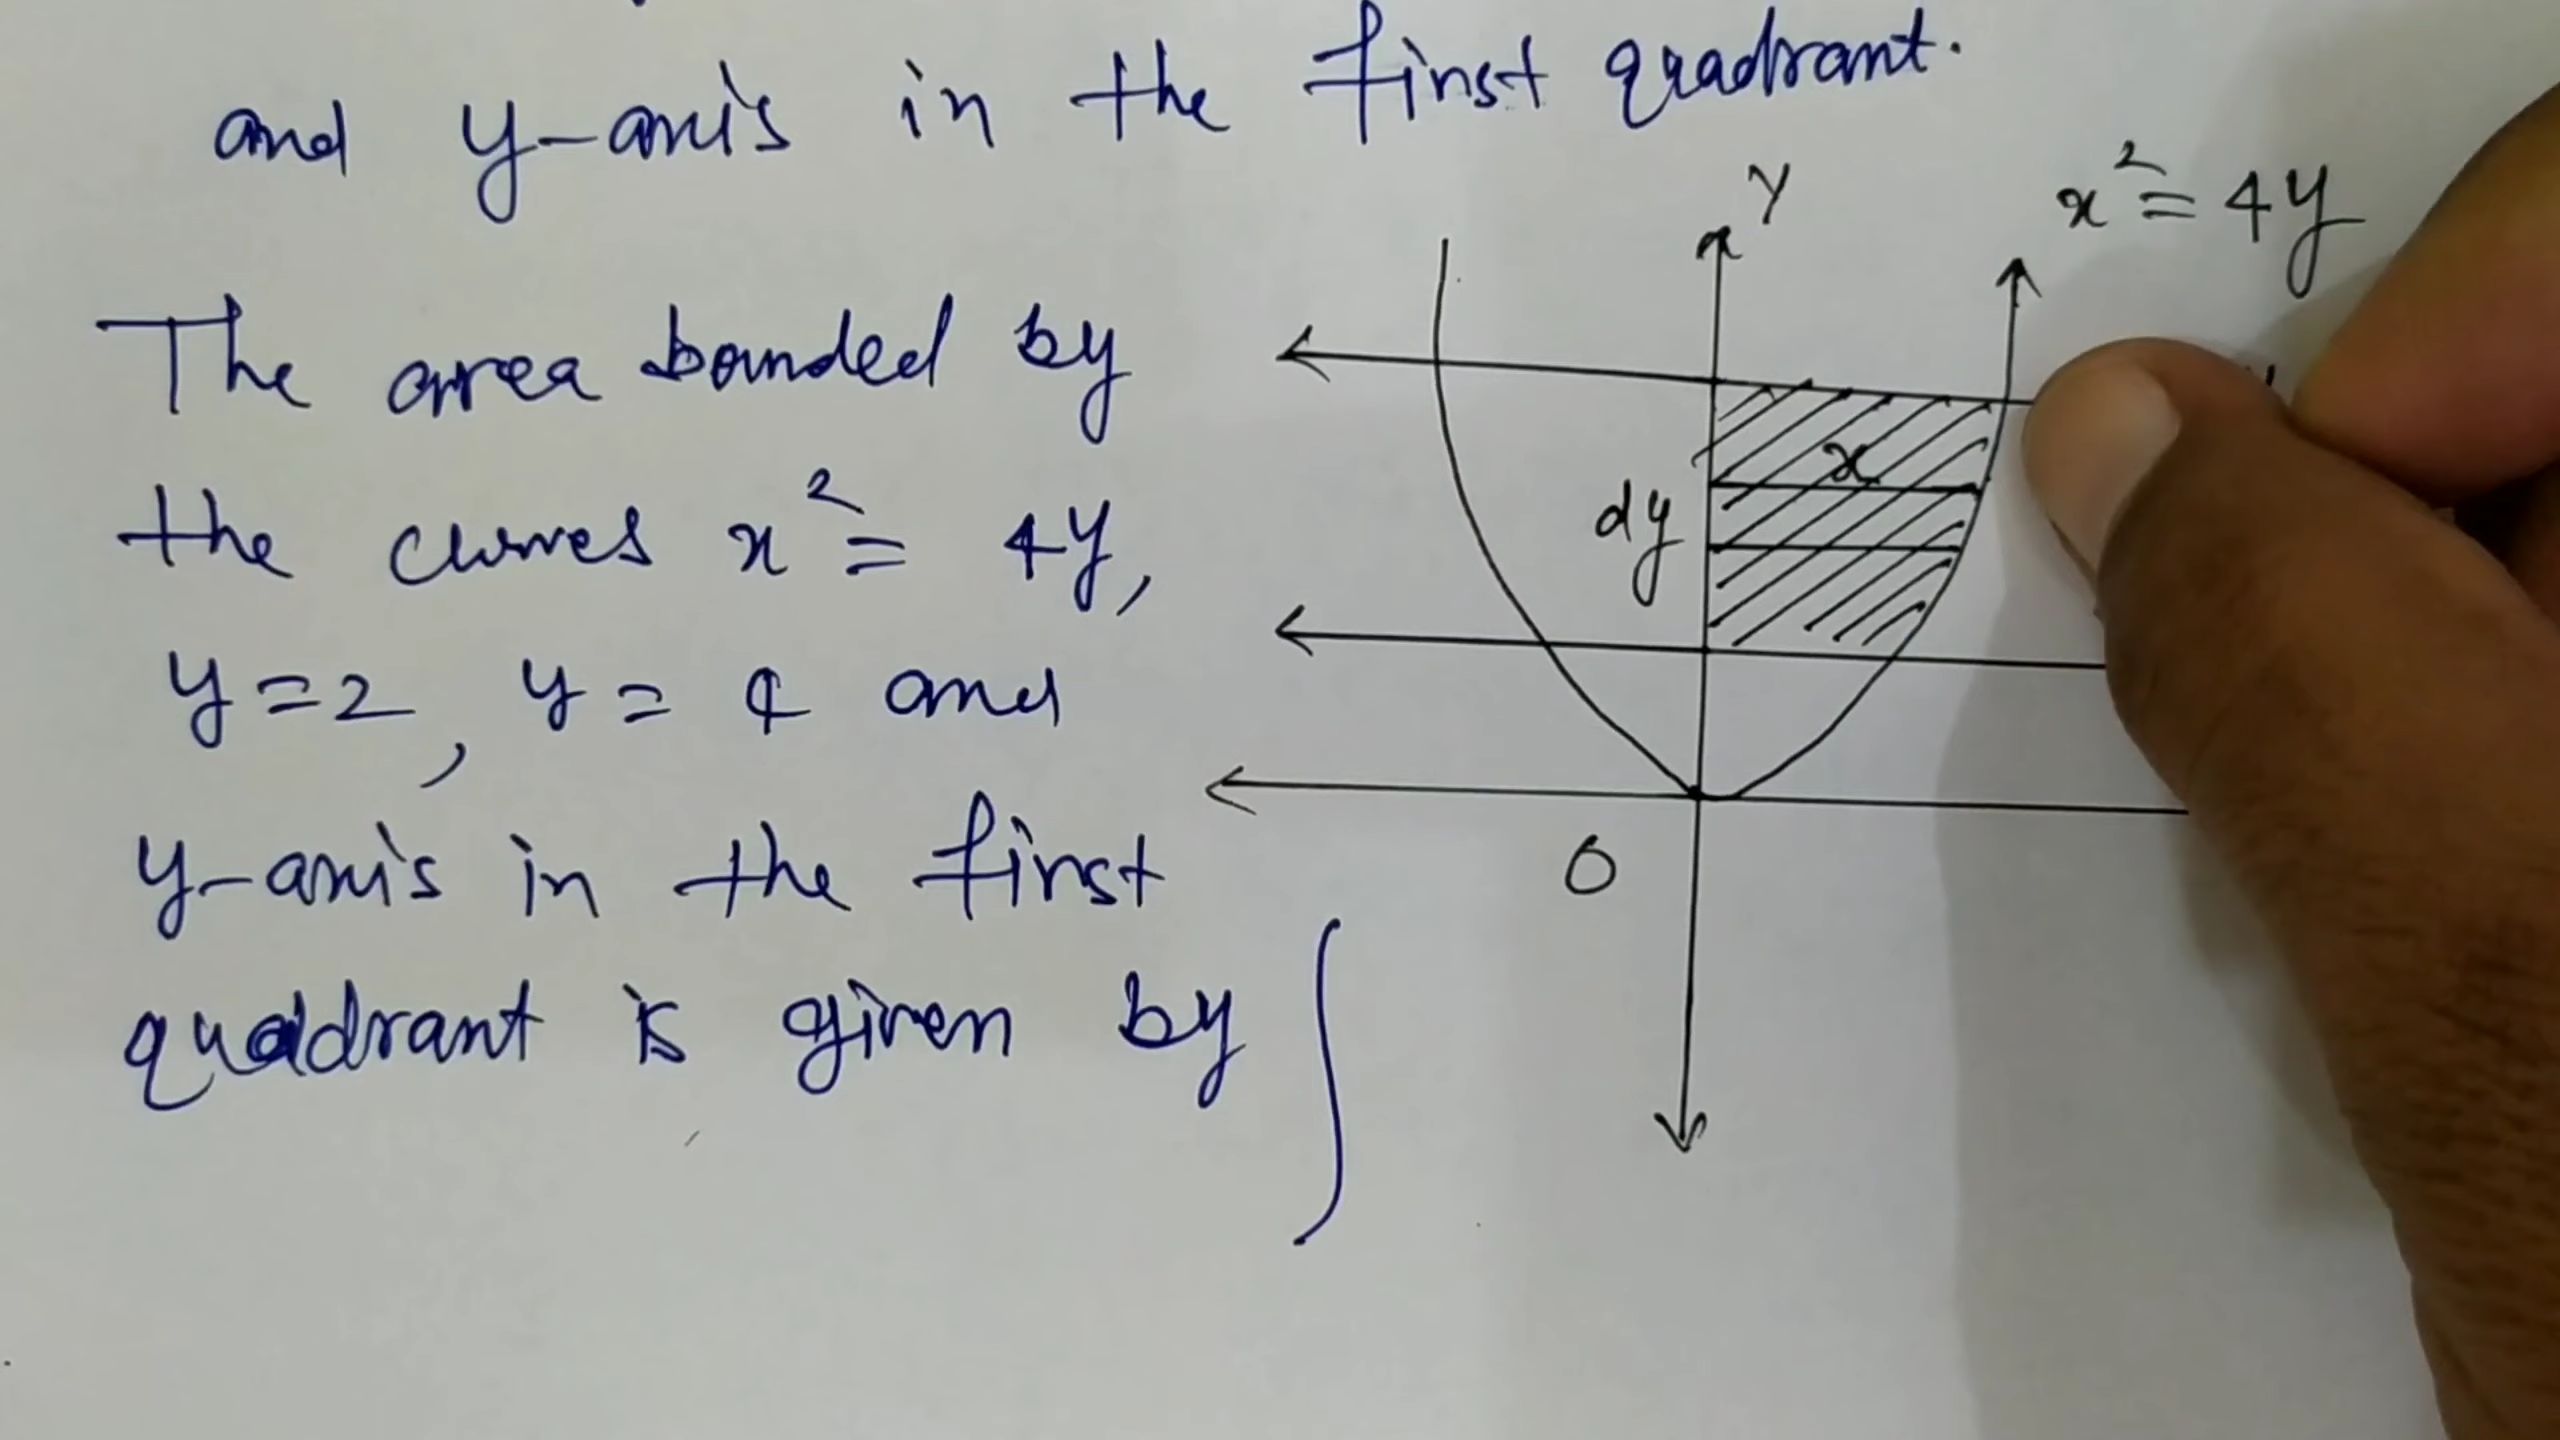 and y-axis in the first quadrant.
The area bounded by
the curves x² = 4y,
y=2, y = 4 and
y-axis in the first
quadrant is given by ∫
Y
x² = 4y
x
dy
O